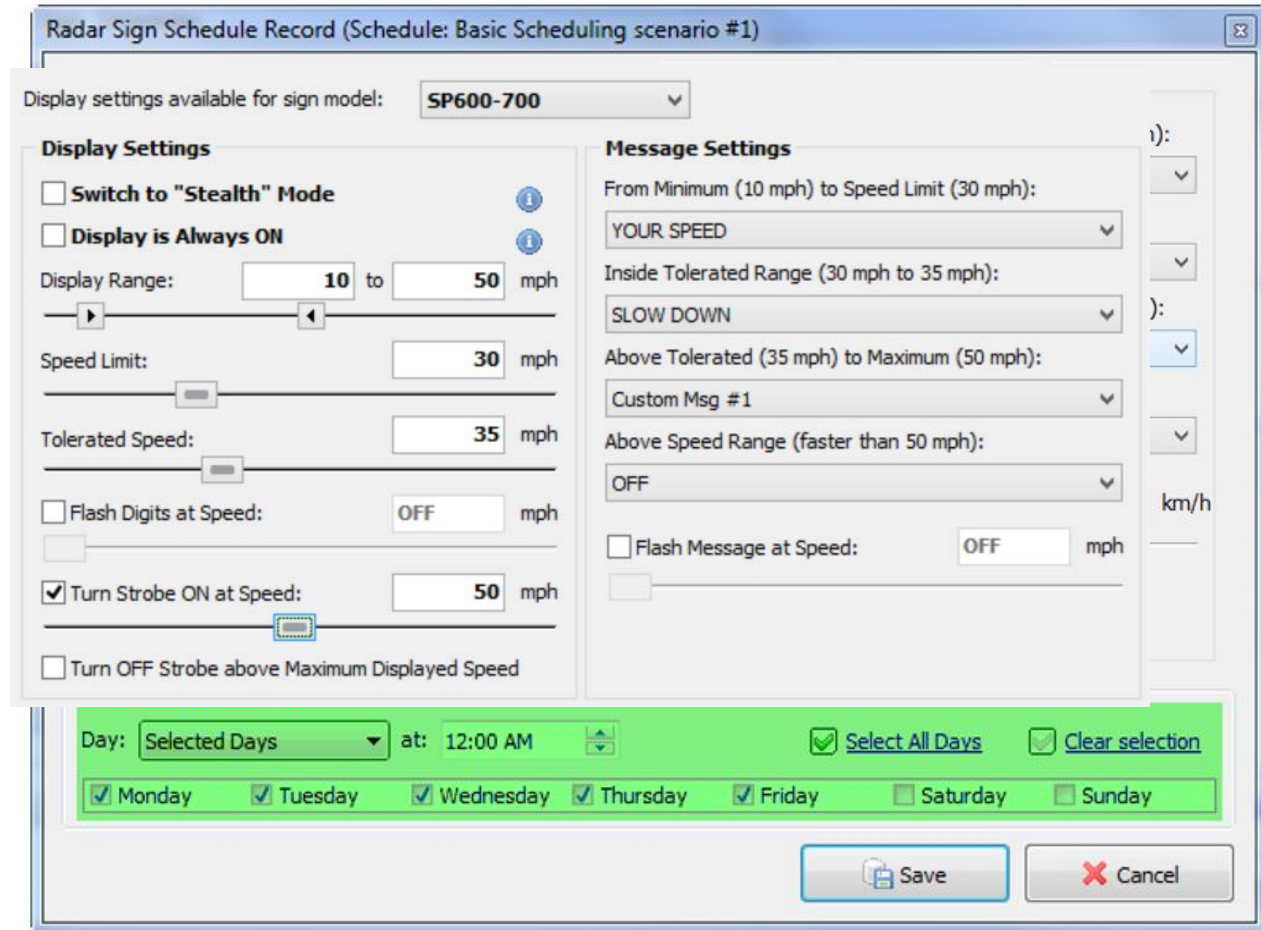 Radar Sign Schedule Record (Schedule: Basic Scheduling scenario #1)
Display settings available for sign model: SP600-700
Display Settings
Switch to "Stealth" Mode
Display is Always ON
Display Range: 10 to 50 mph
Speed Limit: 30 mph
Tolerated Speed: 35 mph
Flash Digits at Speed: OFF mph
Turn Strobe ON at Speed: 50 mph
Turn OFF Strobe above Maximum Displayed Speed
Message Settings
From Minimum (10 mph) to Speed Limit (30 mph):
YOUR SPEED
Inside Tolerated Range (30 mph to 35 mph):
SLOW DOWN
Above Tolerated (35 mph) to Maximum (50 mph):
Custom Msg #1
Above Speed Range (faster than 50 mph):
OFF
Flash Message at Speed: OFF mph
):
):
km/h
Day: Selected Days at: 12:00 AM Select All Days Clear selection
Monday Tuesday Wednesday Thursday Friday Saturday Sunday
Save Cancel